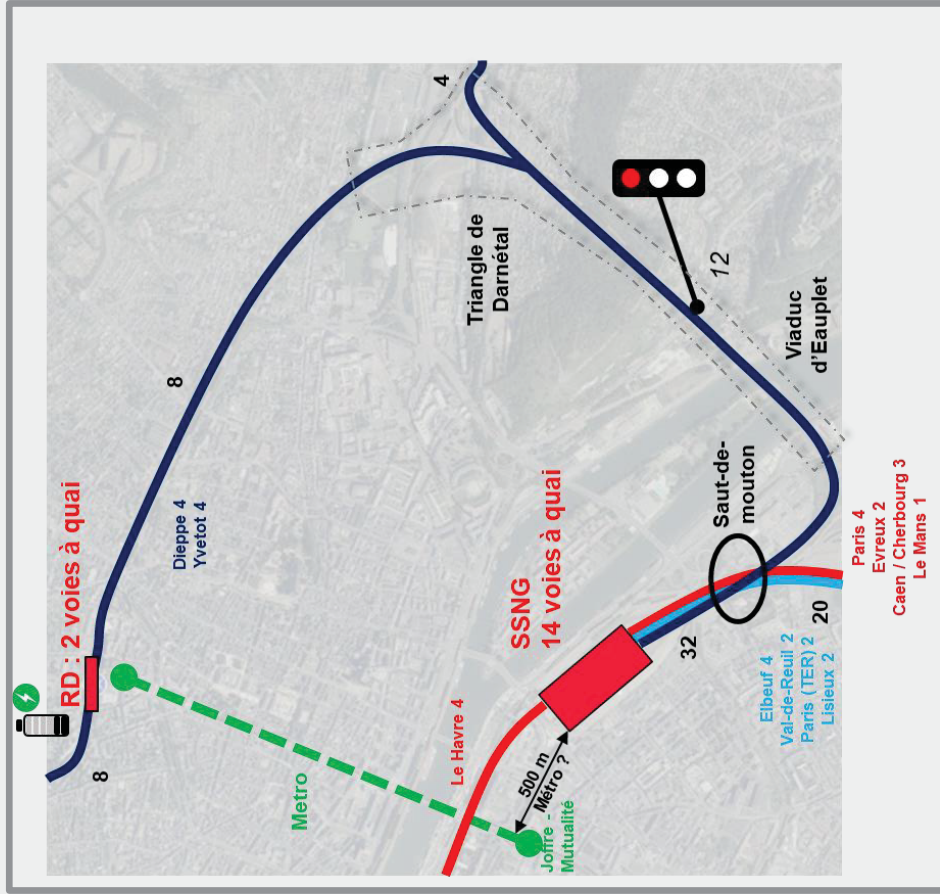 RD : 2 voies à quai
8
8
4
Dieppe 4
Yvetot 4
Triangle de
Darnétal
12
Viaduc
d'Eauplet
Metro
Le Havre 4
SSNG
14 voies à quai
Saut-de-
mouton
500 m
Métro ?
Joffre - 
Mutualité
32
20
Elbeuf 4
Val-de-Reuil 2
Paris (TER) 2
Lisieux 2
Paris 4
Evreux 2
Caen / Cherbourg 3
Le Mans 1